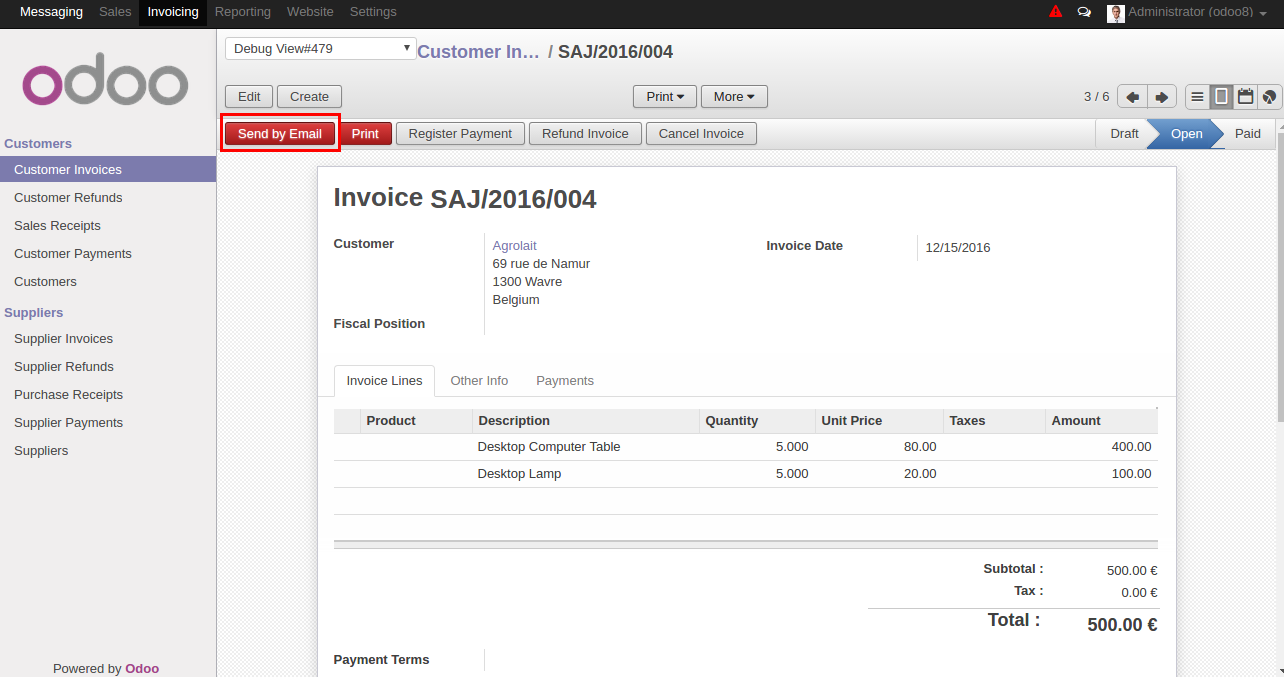 Messaging Sales Invoicing Reporting Website Settings Administrator (odoo8)
Debug View#479 Customer In... / SAJ/2016/004
odoo
Edit Create Print More 3 / 6
Send by Email Print Register Payment Refund Invoice Cancel Invoice Draft Open Paid
Customers
Customer Invoices
Customer Refunds
Sales Receipts
Customer Payments
Customers
Suppliers
Supplier Invoices
Supplier Refunds
Purchase Receipts
Supplier Payments
Suppliers
Powered by Odoo
Invoice SAJ/2016/004
Customer Agrolait Invoice Date 12/15/2016
69 rue de Namur
1300 Wavre
Belgium
Fiscal Position
Invoice Lines Other Info Payments
Product Description Quantity Unit Price Taxes Amount
Desktop Computer Table 5.000 80.00 400.00
Desktop Lamp 5.000 20.00 100.00
Subtotal : 500.00 €
Tax : 0.00 €
Total : 500.00 €
Payment Terms